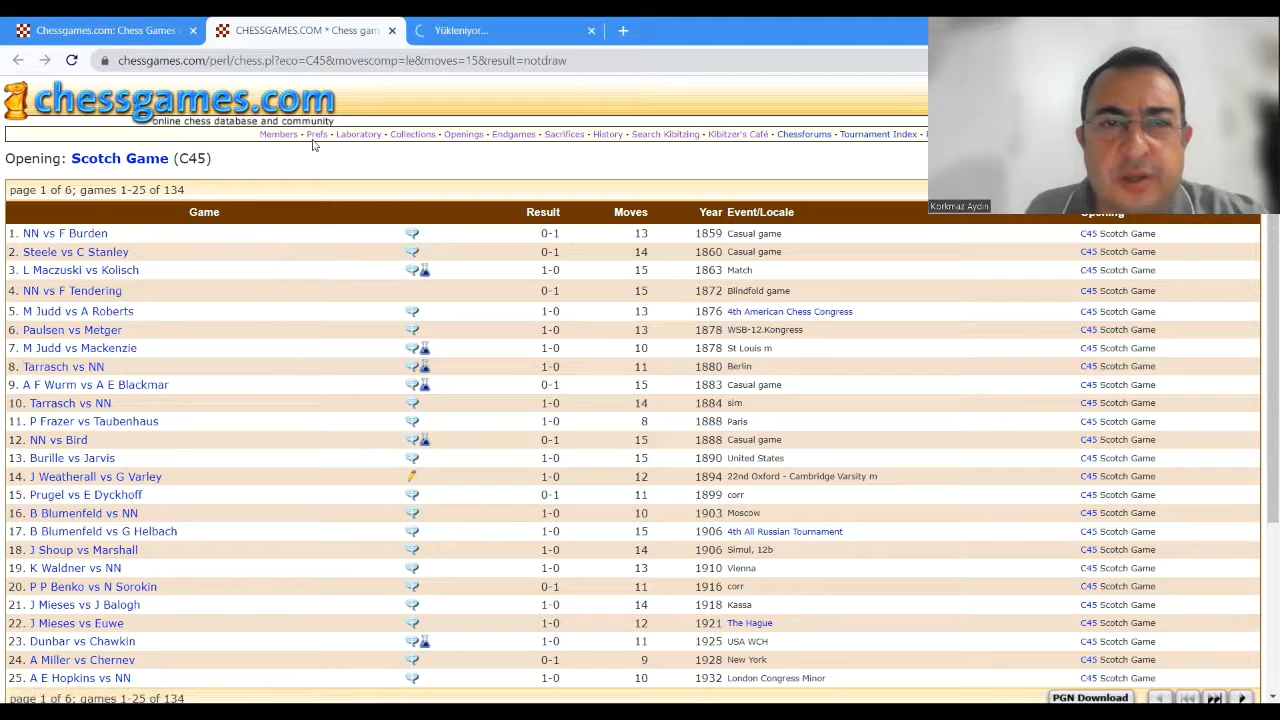 Chessgames.com: Chess Games
CHESSGAMES.COM * Chess gam
Yükleniyor...
chessgames.com/perl/chess.pl?eco=C45&movescomp=le&moves=15&result=notdraw
chessgames.com
online chess database and community
Members • Prefs • Laboratory • Collections • Openings • Endgames • Sacrifices • History • Search Kibitzing • Kibitzer's Café • Chessforums • Tournament Index •
Opening: Scotch Game (C45)
page 1 of 6; games 1-25 of 134
Korkmaz Aydın
Game Result Moves Year Event/Locale Opening
1. NN vs F Burden 0-1 13 1859 Casual game C45 Scotch Game
2. Steele vs C Stanley 0-1 14 1860 Casual game C45 Scotch Game
3. L Maczuski vs Kolisch 1-0 15 1863 Match C45 Scotch Game
4. NN vs F Tendering 0-1 15 1872 Blindfold game C45 Scotch Game
5. M Judd vs A Roberts 1-0 13 1876 4th American Chess Congress C45 Scotch Game
6. Paulsen vs Metger 1-0 13 1878 WSB-12.Kongress C45 Scotch Game
7. M Judd vs Mackenzie 1-0 10 1878 St Louis m C45 Scotch Game
8. Tarrasch vs NN 1-0 11 1880 Berlin C45 Scotch Game
9. A F Wurm vs A E Blackmar 0-1 15 1883 Casual game C45 Scotch Game
10. Tarrasch vs NN 1-0 14 1884 sim C45 Scotch Game
11. P Frazer vs Taubenhaus 1-0 8 1888 Paris C45 Scotch Game
12. NN vs Bird 0-1 15 1888 Casual game C45 Scotch Game
13. Burille vs Jarvis 1-0 15 1890 United States C45 Scotch Game
14. J Weatherall vs G Varley 1-0 12 1894 22nd Oxford - Cambridge Varsity m C45 Scotch Game
15. Prugel vs E Dyckhoff 0-1 11 1899 corr C45 Scotch Game
16. B Blumenfeld vs NN 1-0 10 1903 Moscow C45 Scotch Game
17. B Blumenfeld vs G Helbach 1-0 15 1906 4th All Russian Tournament C45 Scotch Game
18. J Shoup vs Marshall 1-0 14 1906 Simul, 12b C45 Scotch Game
19. K Waldner vs NN 1-0 13 1910 Vienna C45 Scotch Game
20. P P Benko vs N Sorokin 0-1 11 1916 corr C45 Scotch Game
21. J Mieses vs J Balogh 1-0 14 1918 Kassa C45 Scotch Game
22. J Mieses vs Euwe 1-0 12 1921 The Hague C45 Scotch Game
23. Dunbar vs Chawkin 1-0 11 1925 USA WCH C45 Scotch Game
24. A Miller vs Chernev 0-1 9 1928 New York C45 Scotch Game
25. A E Hopkins vs NN 1-0 10 1932 London Congress Minor C45 Scotch Game
page 1 of 6; games 1-25 of 134 PGN Download